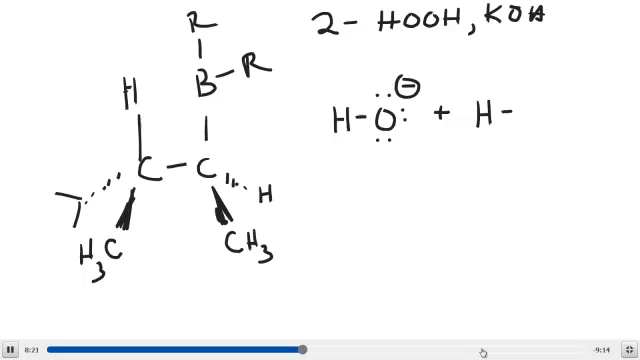 R
2 - HOOH, KOH
B - R
H
H - O ⊖ + H -
C - C
H
H3C
CH3
8:21
-9:14